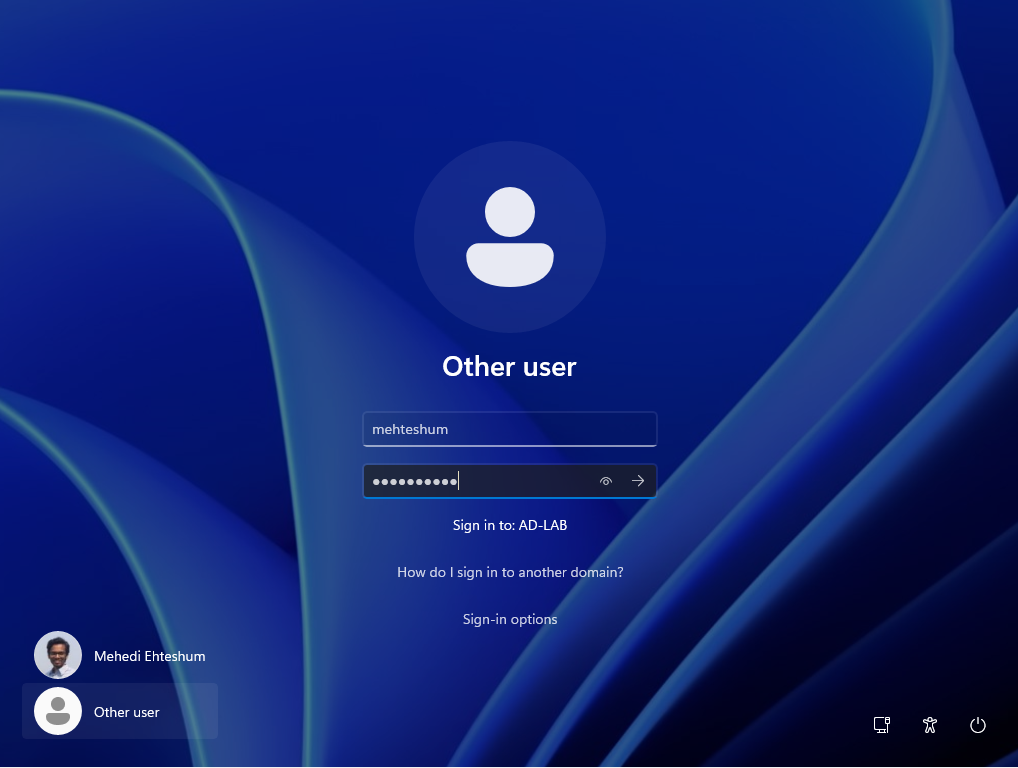 Other user
mehteshum
●●●●●●●●●●
Sign in to: AD-LAB
How do I sign in to another domain?
Sign-in options
Mehedi Ehteshum
Other user